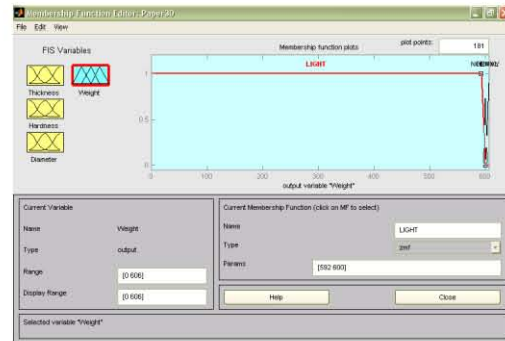 Membership Function Editor: Paper3D
File Edit View
FIS Variables
Membership function plots
plot points:
181
Thickness
Weight
Hardness
Diameter
LIGHT
1
0.5
0
0 100 200 300 400 500 600
output variable "Weight"
Current Variable
Name Weight
Type output
Range [0 606]
Display Range [0 606]
Current Membership Function (click on MF to select)
Name LIGHT
Type zmf
Params [592 600]
Help
Close
Selected variable "Weight"